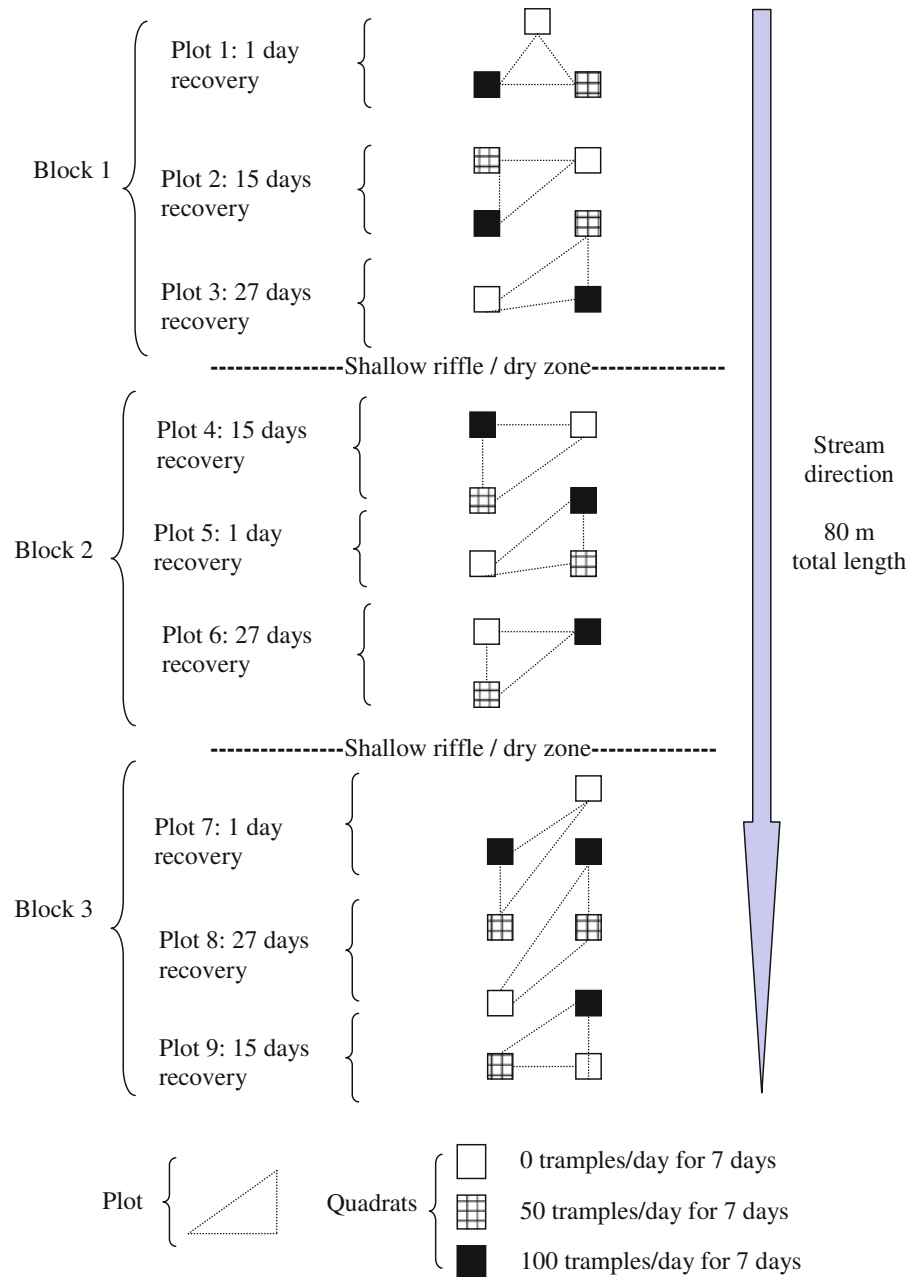 Block 1
Plot 1: 1 day
recovery
Plot 2: 15 days
recovery
Plot 3: 27 days
recovery
-----------------Shallow riffle / dry zone--------------
Block 2
Plot 4: 15 days
recovery
Plot 5: 1 day
recovery
Plot 6: 27 days
recovery
Stream
direction
80 m
total length
-----------------Shallow riffle / dry zone-------------
Block 3
Plot 7: 1 day
recovery
Plot 8: 27 days
recovery
Plot 9: 15 days
recovery
Plot
Quadrats
0 tramples/day for 7 days
50 tramples/day for 7 days
100 tramples/day for 7 days